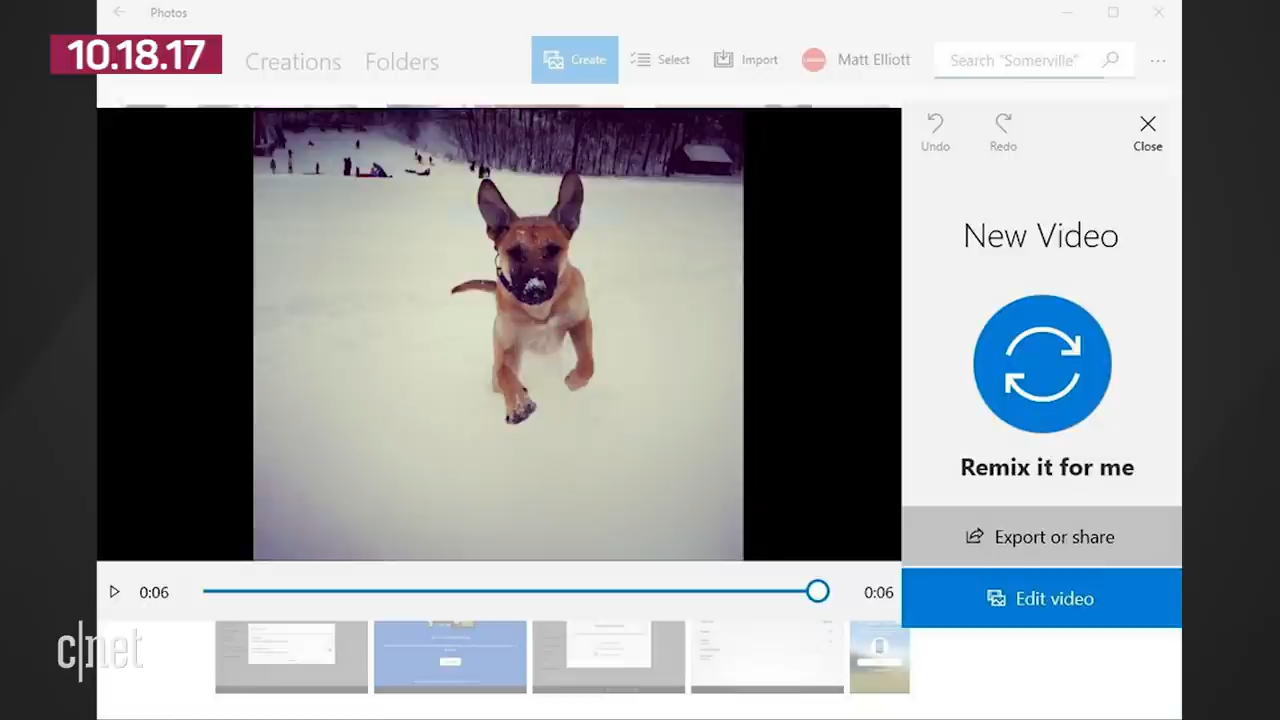 Photos
10.18.17
Creations Folders Create Select Import Matt Elliott Search "Somerville"
Undo Redo Close
New Video
Remix it for me
Export or share
0:06 0:06
Edit video
c|net